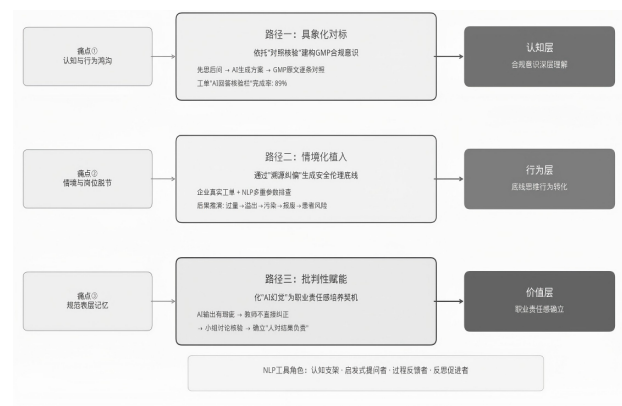 痛点①
认知与行为鸿沟
路径一：具象化对标
依托"对照核验"建构GMP合规意识
先思后问 → AI生成方案 → GMP原文逐条对照
工单"AI回答核验栏"完成率: 89%
认知层
合规意识深层理解
痛点②
情境与岗位脱节
路径二：情境化植入
通过"溯源纠偏"生成安全伦理底线
企业真实工单 + NLP多重参数排查
后果推演: 过量→溢出→污染→报废→患者风险
行为层
底线思维行为转化
痛点③
规范表层记忆
路径三：批判性赋能
化"AI幻觉"为职业责任感培养契机
AI输出有瑕疵 → 教师不直接纠正
→ 小组讨论核验 → 确立"人对结果负责"
价值层
职业责任感确立
NLP工具角色：认知支架 · 启发式提问者 · 过程反馈者 · 反思促进者